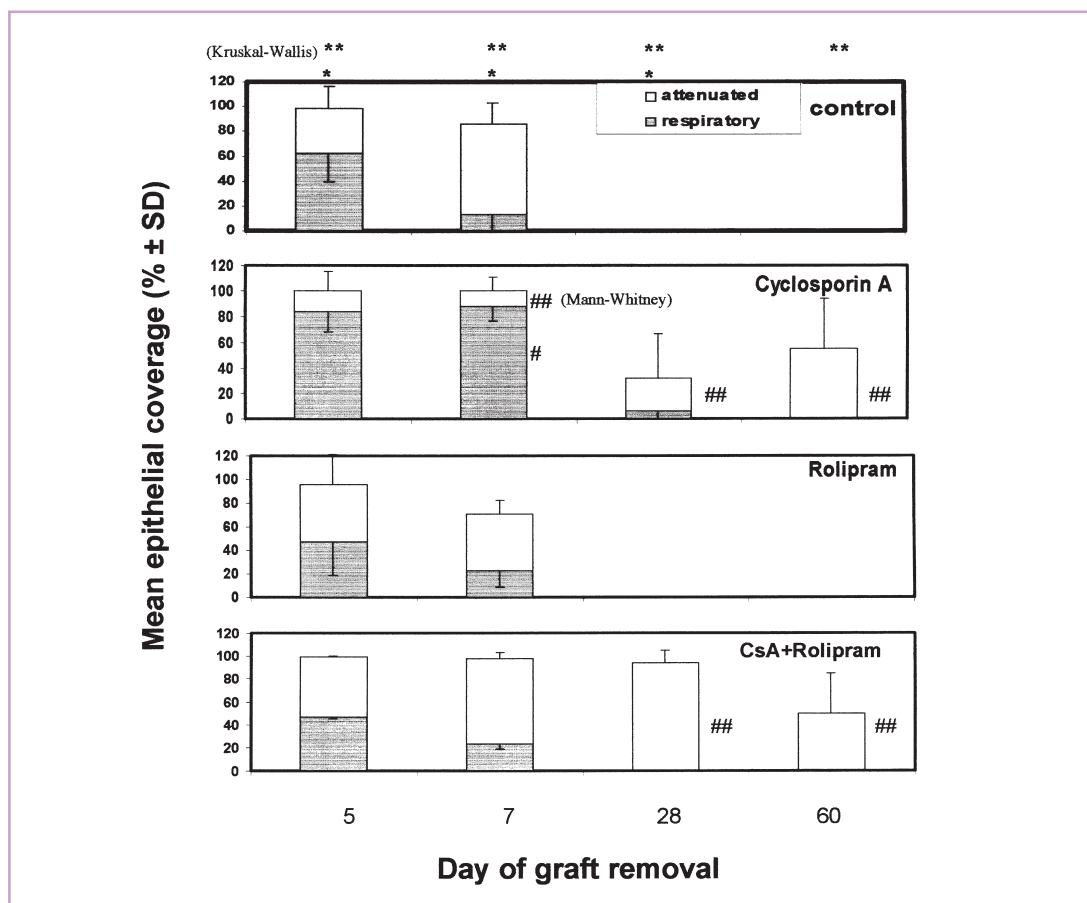 (Kruskal-Wallis) ** ** ** **
* * *
120
100
80
60
40
20
0
attenuated
respiratory
control
120
100
80
60
40
20
0
Cyclosporin A
## (Mann-Whitney)
#
##
##
120
100
80
60
40
20
0
Rolipram
120
100
80
60
40
20
0
CsA+Rolipram
##
##
Mean epithelial coverage (% ± SD)
5 7 28 60
Day of graft removal